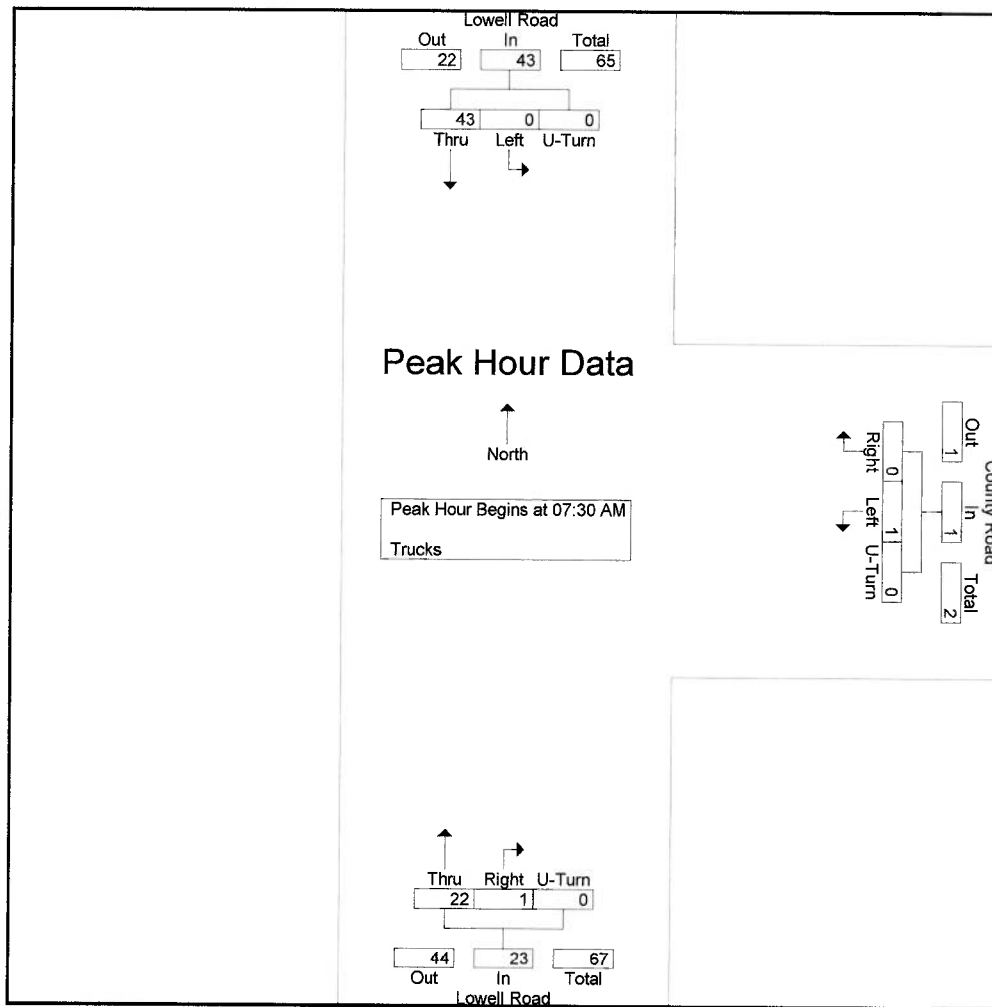 Lowell Road
Out In Total
22 43 65
43 0 0
Thru Left U-Turn
Peak Hour Data
North
Peak Hour Begins at 07:30 AM
Trucks
County Road
Out In Total
1 1 2
0 1 0
Right Left U-Turn
Thru Right U-Turn
22 1 0
44 23 67
Out In Total
Lowell Road